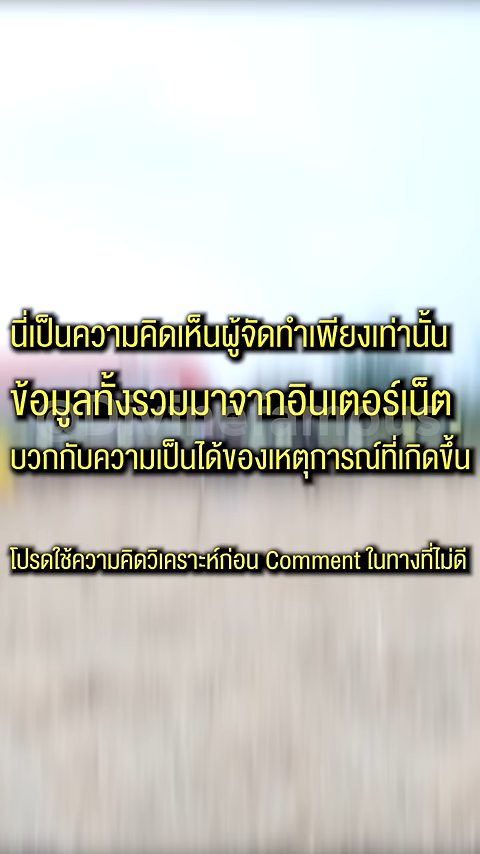 นี่เป็นความคิดเห็นผู้จัดทำเพียงเท่านั้น
ข้อมูลทั้งรวมมาจากอินเตอร์เน็ต
บวกกับความเป็นได้ของเหตุการณ์ที่เกิดขึ้น
โปรดใช้ความคิดวิเคราะห์ก่อน Comment ในทางที่ไม่ดี